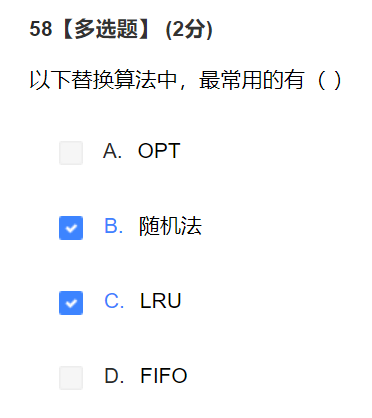 58【多选题】 (2分)
以下替换算法中，最常用的有（ ）
A. OPT
B. 随机法
C. LRU
D. FIFO